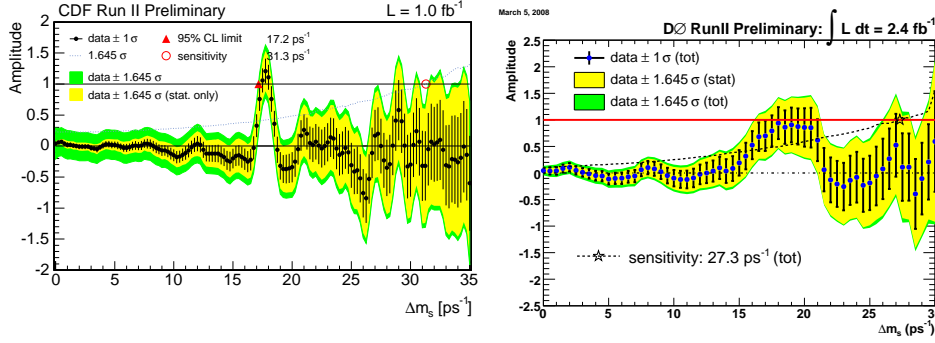 CDF Run II Preliminary
L = 1.0 fb⁻¹
Amplitude
data ± 1 σ
95% CL limit
17.2 ps⁻¹
1.645 σ
sensitivity
31.3 ps⁻¹
data ± 1.645 σ
data ± 1.645 σ (stat. only)
2
1.5
1
0.5
0
-0.5
-1
-1.5
-2
0 5 10 15 20 25 30 35
Δmₛ [ps⁻¹]
March 5, 2008
DØ RunII Preliminary: ∫ L dt = 2.4 fb⁻¹
Amplitude
data ± 1 σ (tot)
data ± 1.645 σ (stat)
data ± 1.645 σ (tot)
2.5
2
1.5
1
0.5
0
-0.5
-1
-1.5
-2
-2.5
sensitivity: 27.3 ps⁻¹ (tot)
0 5 10 15 20 25 30
Δmₛ (ps⁻¹)